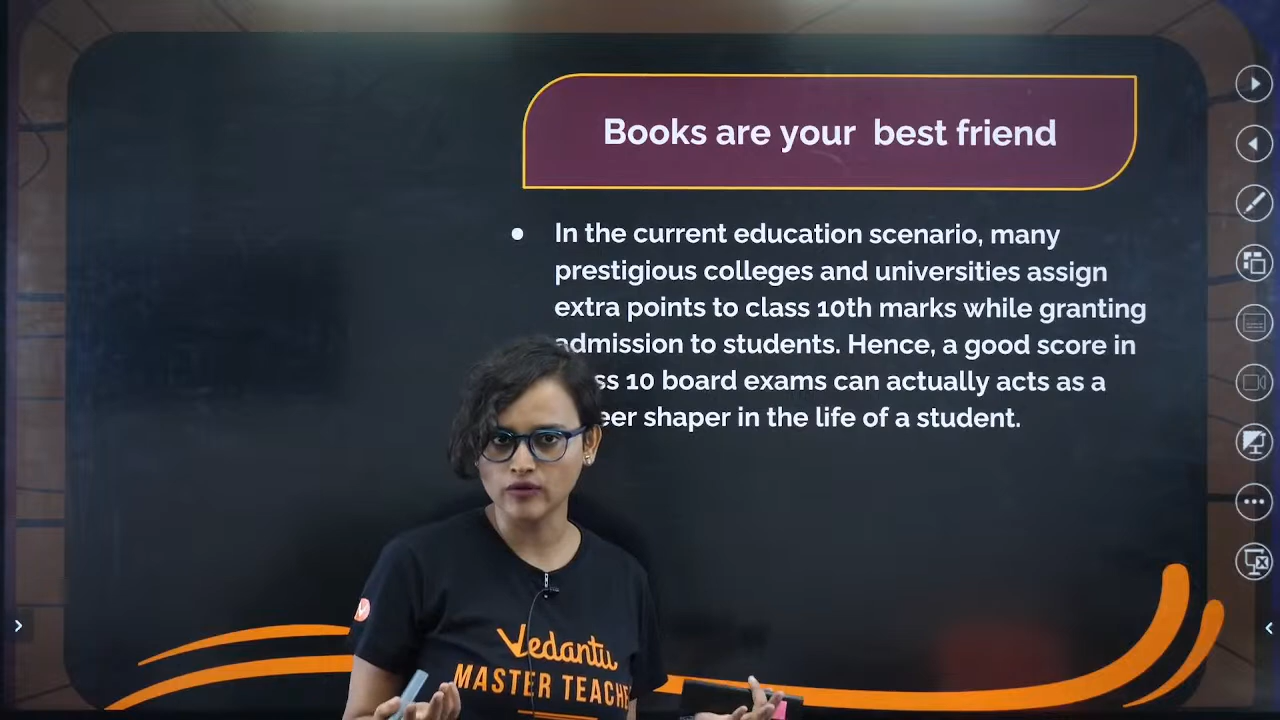 Books are your best friend
● In the current education scenario, many
prestigious colleges and universities assign
extra points to class 10th marks while granting
admission to students. Hence, a good score in
10 board exams can actually acts as a
shaper in the life of a student.
Vedantu
MASTER